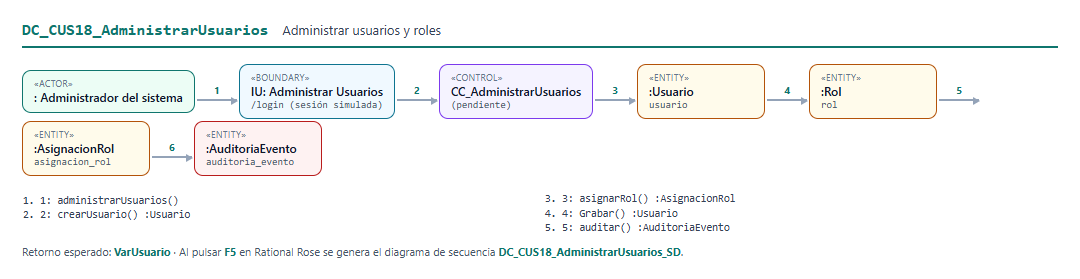 DC_CUS18_AdministrarUsuarios Administrar usuarios y roles
«ACTOR»
: Administrador del sistema
1
«BOUNDARY»
IU: Administrar Usuarios
/login (sesión simulada)
2
«CONTROL»
CC_AdministrarUsuarios
(pendiente)
3
«ENTITY»
:Usuario
usuario
4
«ENTITY»
:Rol
rol
5
«ENTITY»
:AsignacionRol
asignacion_rol
6
«ENTITY»
:AuditoriaEvento
auditoria_evento
1. 1: administrarUsuarios()
2. 2: crearUsuario() :Usuario
3. 3: asignarRol() :AsignacionRol
4. 4: Grabar() :Usuario
5. 5: auditar() :AuditoriaEvento
Retorno esperado: VarUsuario · Al pulsar F5 en Rational Rose se genera el diagrama de secuencia DC_CUS18_AdministrarUsuarios_SD.